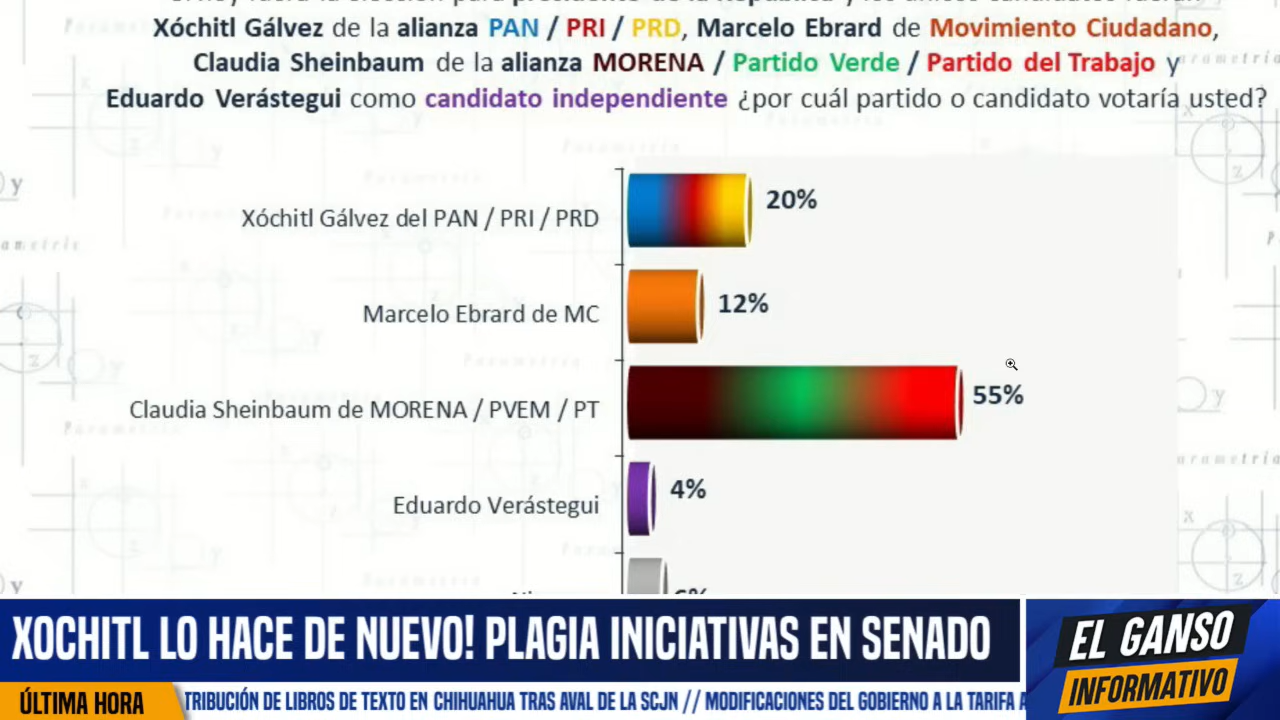 Xóchitl Gálvez de la alianza PAN / PRI / PRD, Marcelo Ebrard de Movimiento Ciudadano,
Claudia Sheinbaum de la alianza MORENA / Partido Verde / Partido del Trabajo y
Eduardo Verástegui como candidato independiente ¿por cuál partido o candidato votaría usted?
Xóchitl Gálvez del PAN / PRI / PRD
20%
Marcelo Ebrard de MC
12%
Claudia Sheinbaum de MORENA / PVEM / PT
55%
Eduardo Verástegui
4%
XOCHITL LO HACE DE NUEVO! PLAGIA INICIATIVAS EN SENADO
EL GANSO
INFORMATIVO
ÚLTIMA HORA
TRIBUCIÓN DE LIBROS DE TEXTO EN CHIHUAHUA TRAS AVAL DE LA SCJN // MODIFICACIONES DEL GOBIERNO A LA TARIFA A